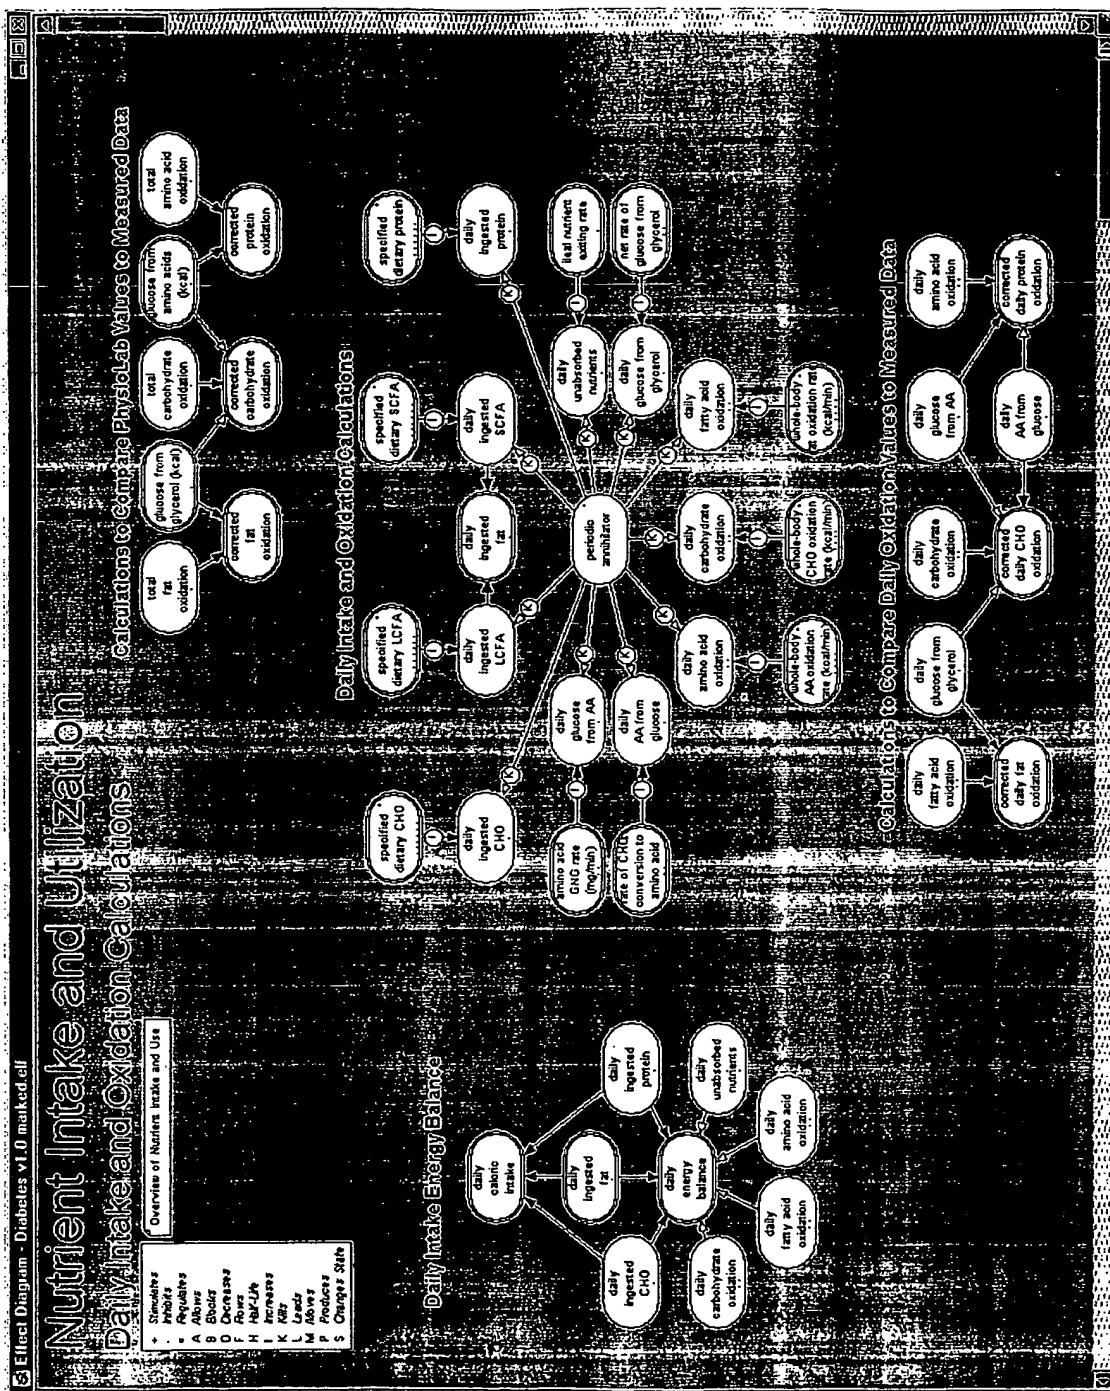 Effect Diagram - Diabetes v1.0 marked.elf
Nutrient Intake and Utilization
Daily Intake and Oxidation Calculations
+ Stimulates
- Inhibits
= Regulates
A Allows
B Blocks
D Decreases
F Flows
H Half-Life
I Increases
K Kills
L Leads
M Moves
P Produces
S Changes State
Overview of Nutrient Intake and Use
Calculations to Compare PhysioLab Values to Measured Data
total
fat
oxidation
glucose from
glycerol (kcal)
total
carbohydrate
oxidation
glucose from
amino acids
(kcal)
total
amino acid
oxidation
corrected
fat
oxidation
corrected
carbohydrate
oxidation
corrected
protein
oxidation
Daily Intake and Oxidation Calculations
specified
dietary CHO
specified
dietary LCFA
specified
dietary SCFA
specified
dietary protein
I
I
I
I
daily
ingested
CHO
daily
ingested
LCFA
daily
ingested
fat
daily
ingested
SCFA
daily
ingested
protein
K
K
K
K
amino acid
GNG rate
(mg/min)
I
daily
glucose
from AA
K
K
daily
unabsorbed
nutrients
I
ileal nutrient
exiting rate
periodic
annihilator
rate of CHO
conversion to
amino acid
I
daily
AA from
glucose
K
K
daily
glucose from
glycerol
I
net rate of
glucose from
glycerol
K
K
K
daily
amino acid
oxidation
daily
carbohydrate
oxidation
daily
fatty acid
oxidation
I
I
I
whole-body
AA oxidation
rate (kcal/min)
whole-body
CHO oxidation
rate (kcal/min)
whole-body
fat oxidation rate
(kcal/min)
Daily Intake Energy Balance
daily
caloric
intake
daily
ingested
CHO
daily
ingested
fat
daily
ingested
protein
daily
energy
balance
daily
carbohydrate
oxidation
daily
fatty acid
oxidation
daily
amino acid
oxidation
daily
unabsorbed
nutrients
Calculations to Compare Daily Oxidation Values to Measured Data
daily
fatty acid
oxidation
daily
glucose from
glycerol
daily
carbohydrate
oxidation
daily
glucose
from AA
daily
amino acid
oxidation
corrected
daily fat
oxidation
corrected
daily CHO
oxidation
daily
AA from
glucose
corrected
daily protein
oxidation